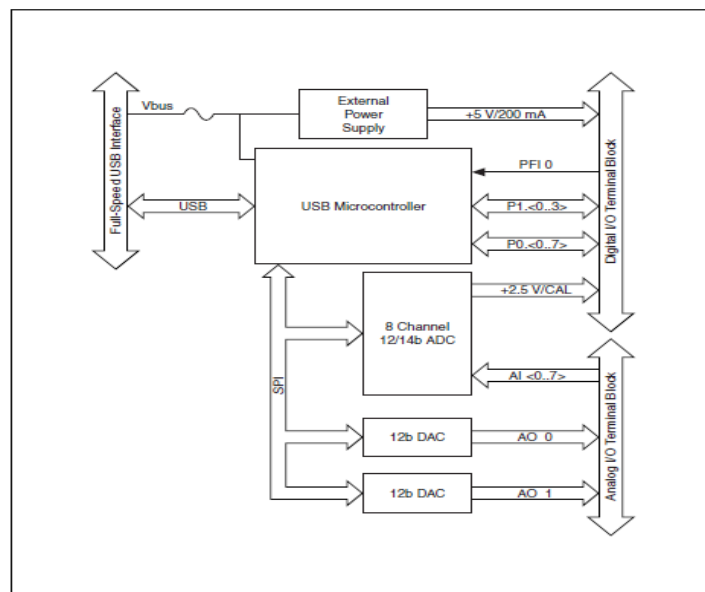 Vbus
External
Power
Supply
+5 V/200 mA
Full-Speed USB Interface
USB
USB Microcontroller
PFI 0
P1.<0..3>
P0.<0..7>
Digital I/O Terminal Block
+2.5 V/CAL
8 Channel
12/14b ADC
SPI
AI <0..7>
12b DAC
AO 0
12b DAC
AO 1
Analog I/O Terminal Block